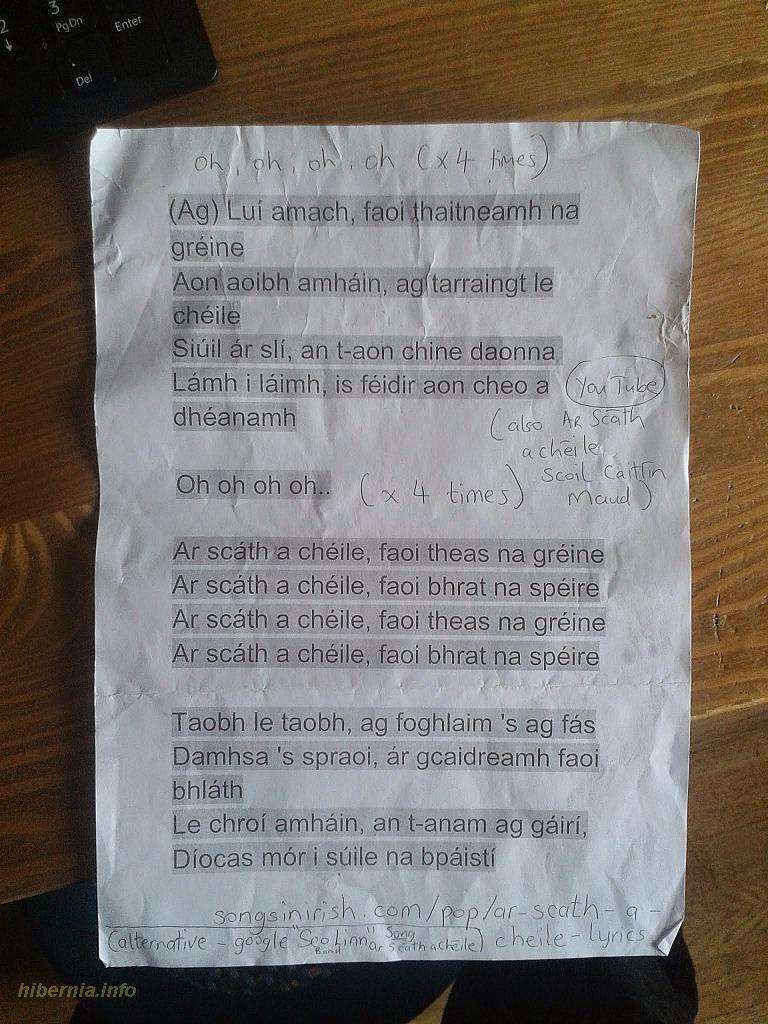 2
↓
3
PgDn
Enter
.
Del
oh, oh, oh, oh (x 4 times)
(Ag) Luí amach, faoi thaitneamh na
gréine
Aon aoibh amháin, ag tarraingt le
chéile
Siúil ár slí, an t-aon chine daonna
Lámh i láimh, is féidir aon cheo a
dhéanamh
YouTube
(also Ar Scáth
a chéile,
Scoil Caitlín
Maud)
Oh oh oh oh..
(x 4 times)
Ar scáth a chéile, faoi theas na gréine
Ar scáth a chéile, faoi bhrat na spéire
Ar scáth a chéile, faoi theas na gréine
Ar scáth a chéile, faoi bhrat na spéire
Taobh le taobh, ag foghlaim 's ag fás
Damhsa 's spraoi, ár gcaidreamh faoi
bhláth
Le chroí amháin, an t-anam ag gáirí,
Díocas mór i súile na bpáistí
songsinirish.com/pop/ar-scath-a-
cheile-lyrics
(alternative - google "Seo Linn" Band Song ar scáth a chéile)
hibernia.info